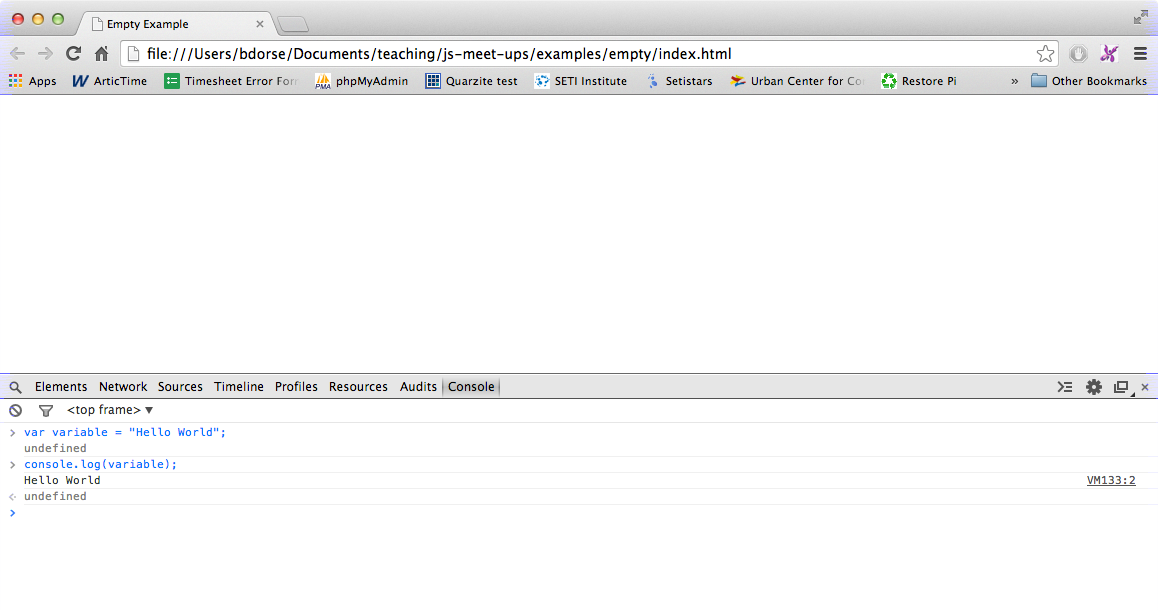 Empty Example
file:///Users/bdorse/Documents/teaching/js-meet-ups/examples/empty/index.html
Apps W ArticTime Timesheet Error Form PMA phpMyAdmin Quarzite test SETI Institute Setistars Urban Center for Co Restore Pi » Other Bookmarks
Elements Network Sources Timeline Profiles Resources Audits Console
<top frame> ▼
> var variable = "Hello World";
undefined
> console.log(variable);
Hello World VM133:2
undefined
>